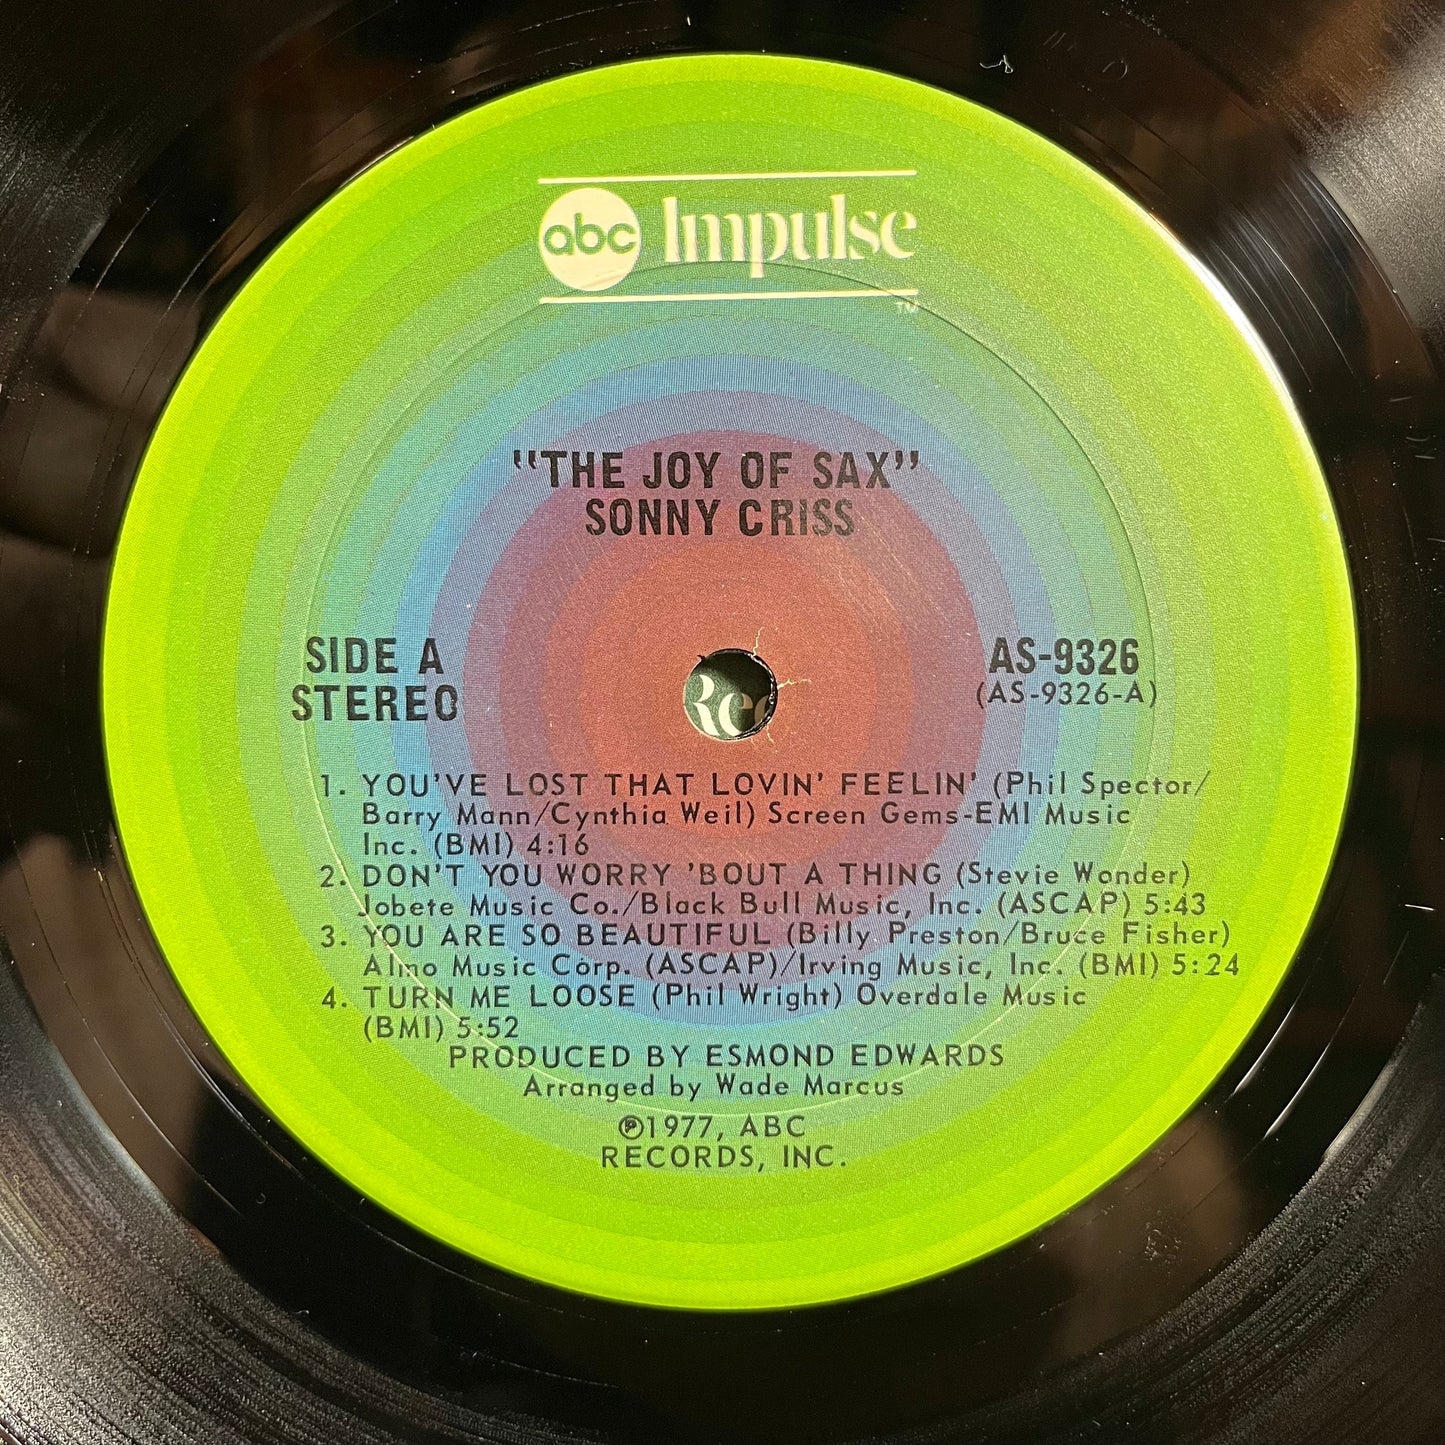 abc Impulse
TM
"THE JOY OF SAX"
SONNY CRISS
SIDE A
STEREO
AS-9326
(AS-9326-A)
Rec
1. YOU'VE LOST THAT LOVIN' FEELIN' (Phil Spector/
Barry Mann/Cynthia Weil) Screen Gems-EMI Music
Inc. (BMI) 4:16
2. DON'T YOU WORRY 'BOUT A THING (Stevie Wonder)
Jobete Music Co./Black Bull Music, Inc. (ASCAP) 5:43
3. YOU ARE SO BEAUTIFUL (Billy Preston/Bruce Fisher)
Almo Music Corp. (ASCAP)/Irving Music, Inc. (BMI) 5:24
4. TURN ME LOOSE (Phil Wright) Overdale Music
(BMI) 5:52
PRODUCED BY ESMOND EDWARDS
Arranged by Wade Marcus
℗1977, ABC
RECORDS, INC.